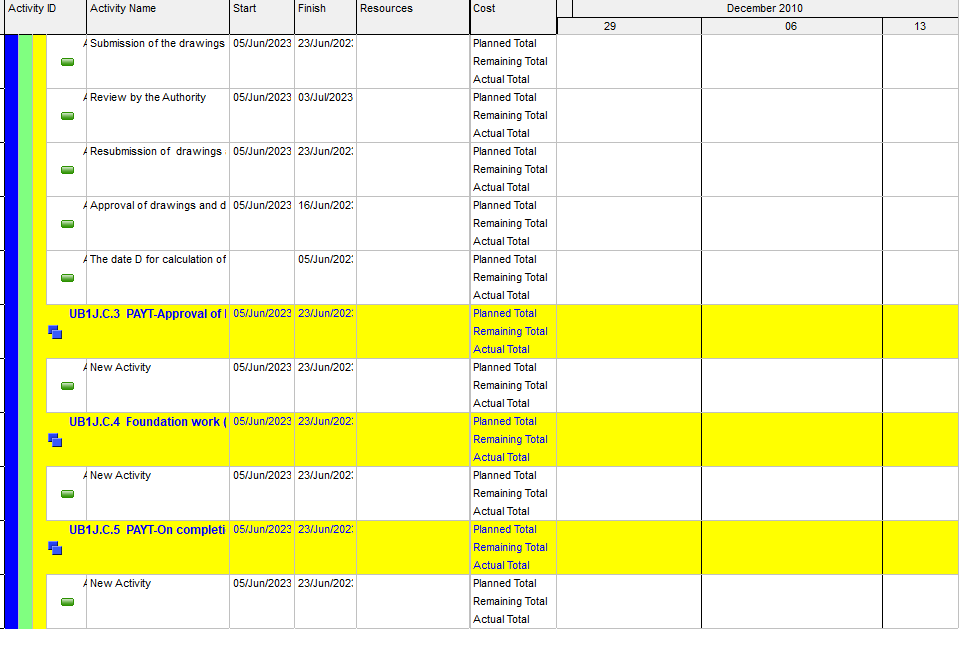 Activity ID Activity Name Start Finish Resources Cost December 2010
29 06 13
Submission of the drawings 05/Jun/2023 23/Jun/202 Planned Total
Remaining Total
Actual Total
Review by the Authority 05/Jun/2023 03/Jul/2023 Planned Total
Remaining Total
Actual Total
Resubmission of drawings 05/Jun/2023 23/Jun/202 Planned Total
Remaining Total
Actual Total
Approval of drawings and d 05/Jun/2023 16/Jun/202 Planned Total
Remaining Total
Actual Total
The date D for calculation of 05/Jun/202 Planned Total
Remaining Total
Actual Total
UB1J.C.3 PAYT-Approval of 05/Jun/2023 23/Jun/202 Planned Total
Remaining Total
Actual Total
New Activity 05/Jun/2023 23/Jun/202 Planned Total
Remaining Total
Actual Total
UB1J.C.4 Foundation work ( 05/Jun/2023 23/Jun/202 Planned Total
Remaining Total
Actual Total
New Activity 05/Jun/2023 23/Jun/202 Planned Total
Remaining Total
Actual Total
UB1J.C.5 PAYT-On completi 05/Jun/2023 23/Jun/202 Planned Total
Remaining Total
Actual Total
New Activity 05/Jun/2023 23/Jun/202 Planned Total
Remaining Total
Actual Total